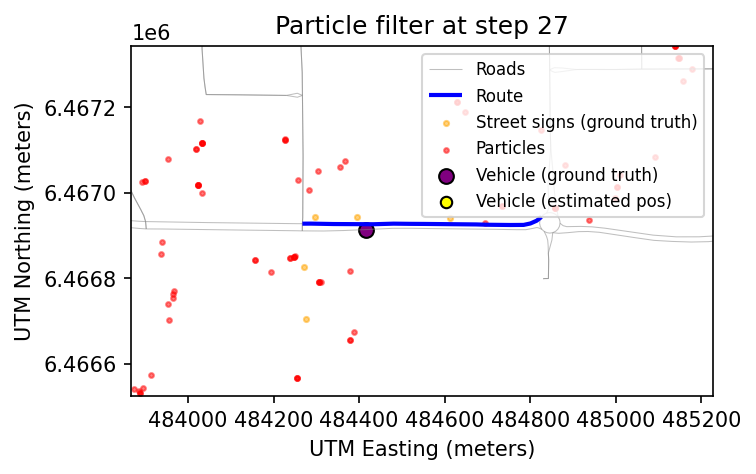 Particle filter at step 27
1e6
Roads
Route
Street signs (ground truth)
Particles
Vehicle (ground truth)
Vehicle (estimated pos)
6.4672
6.4670
6.4668
6.4666
UTM Northing (meters)
484000 484200 484400 484600 484800 485000 485200
UTM Easting (meters)